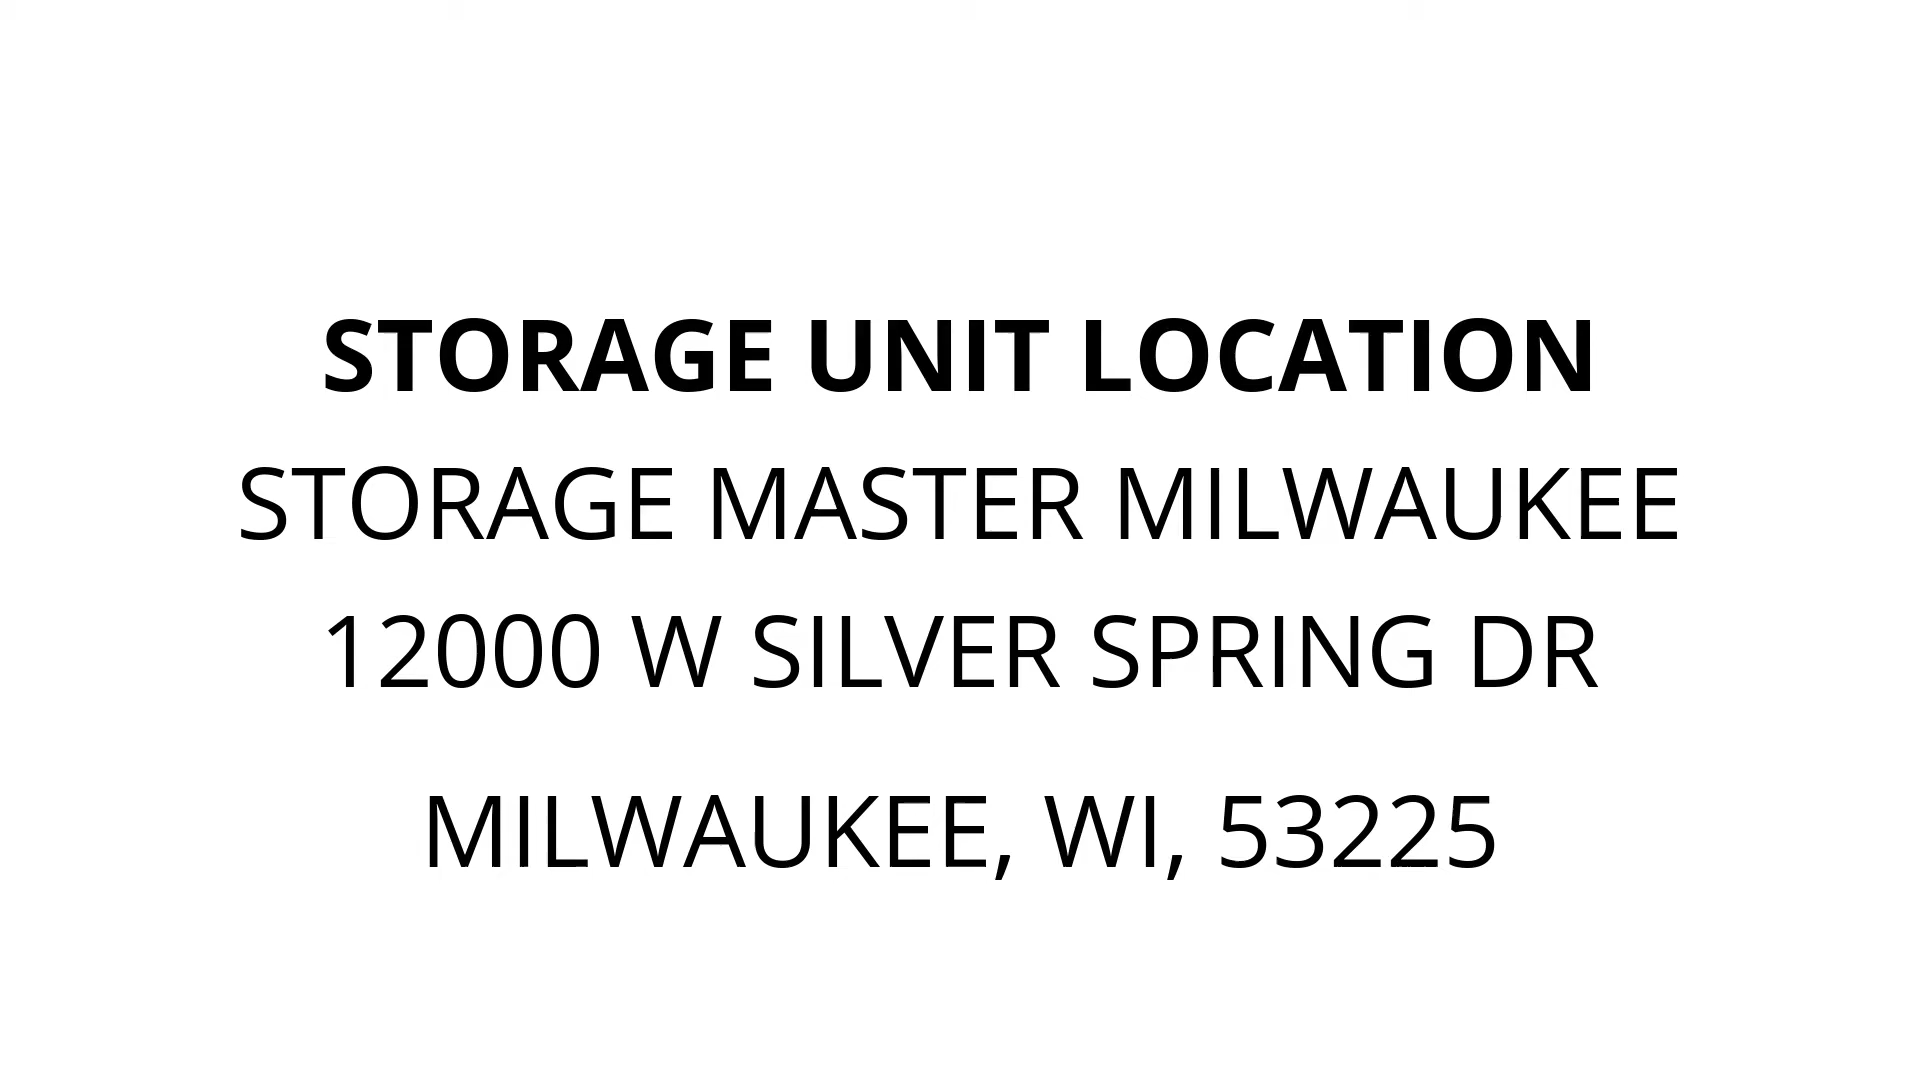 STORAGE UNIT LOCATION
STORAGE MASTER MILWAUKEE
12000 W SILVER SPRING DR
MILWAUKEE, WI, 53225